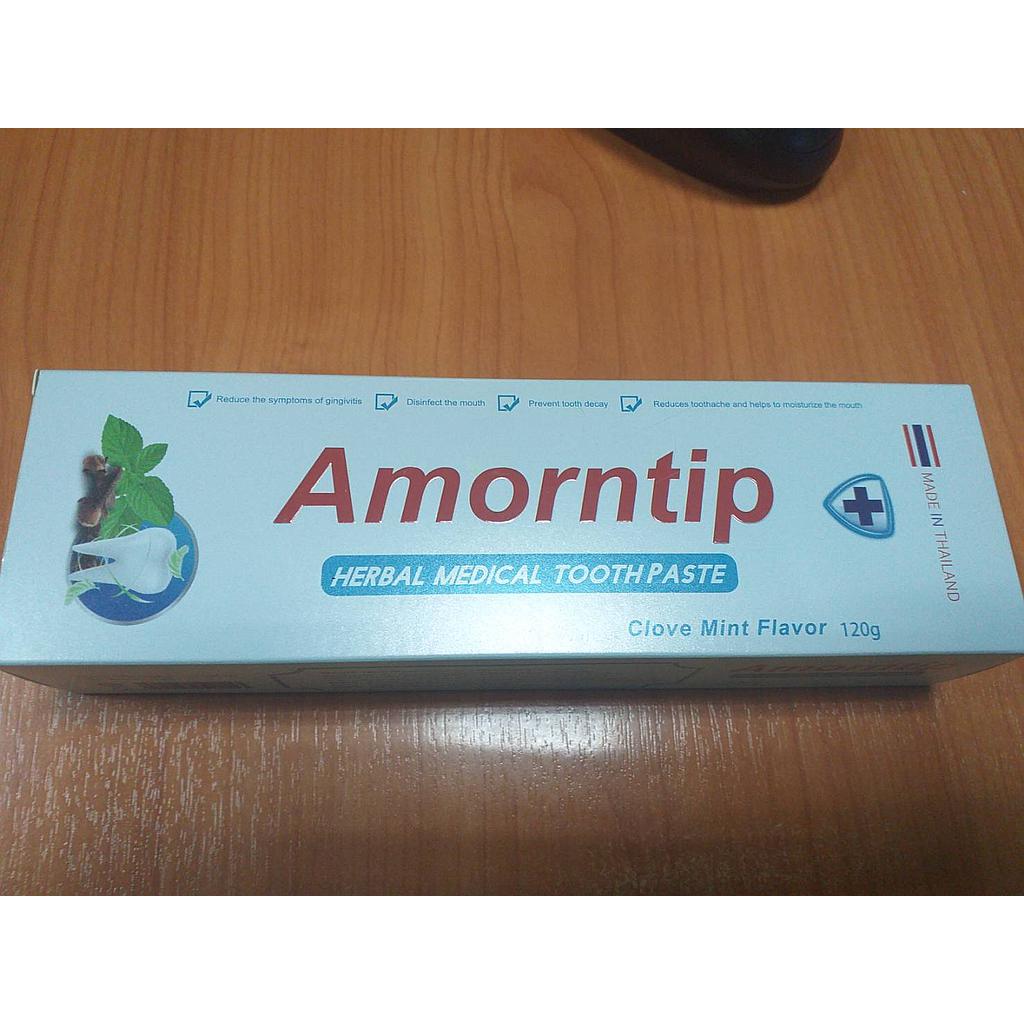 Reduce the symptoms of gingivitis
Disinfect the mouth
Prevent tooth decay
Reduces toothache and helps to moisturize the mouth
Amorntip
HERBAL MEDICAL TOOTHPASTE
Clove Mint Flavor 120g
MADE IN THAILAND
Amorntip